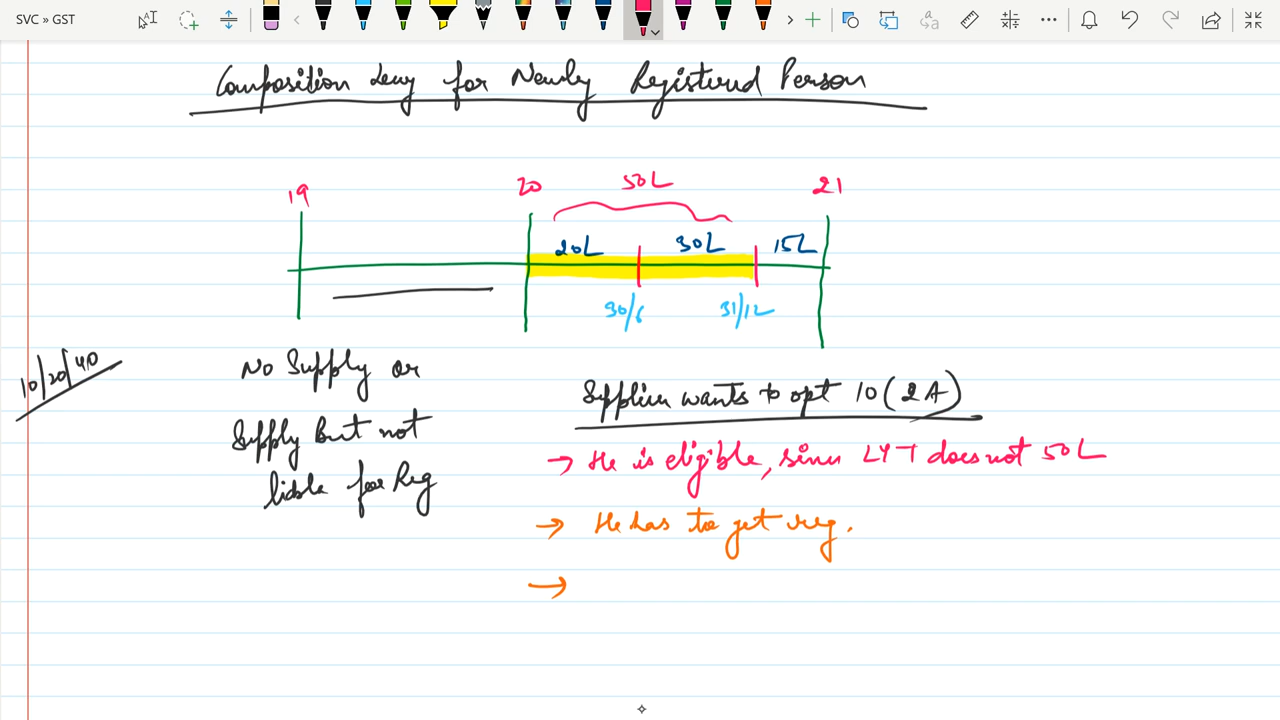 SVC » GST
Composition Levy for Newly Registered Person
19 20 50L 21
20L 30L 15L
30/6 31/12
10/20/40
No Supply or
Supply But not
liable for Reg
Supplier wants to opt 10(2A)
→ He is eligible, since LYT does not 50L
→ He has to get reg.
→